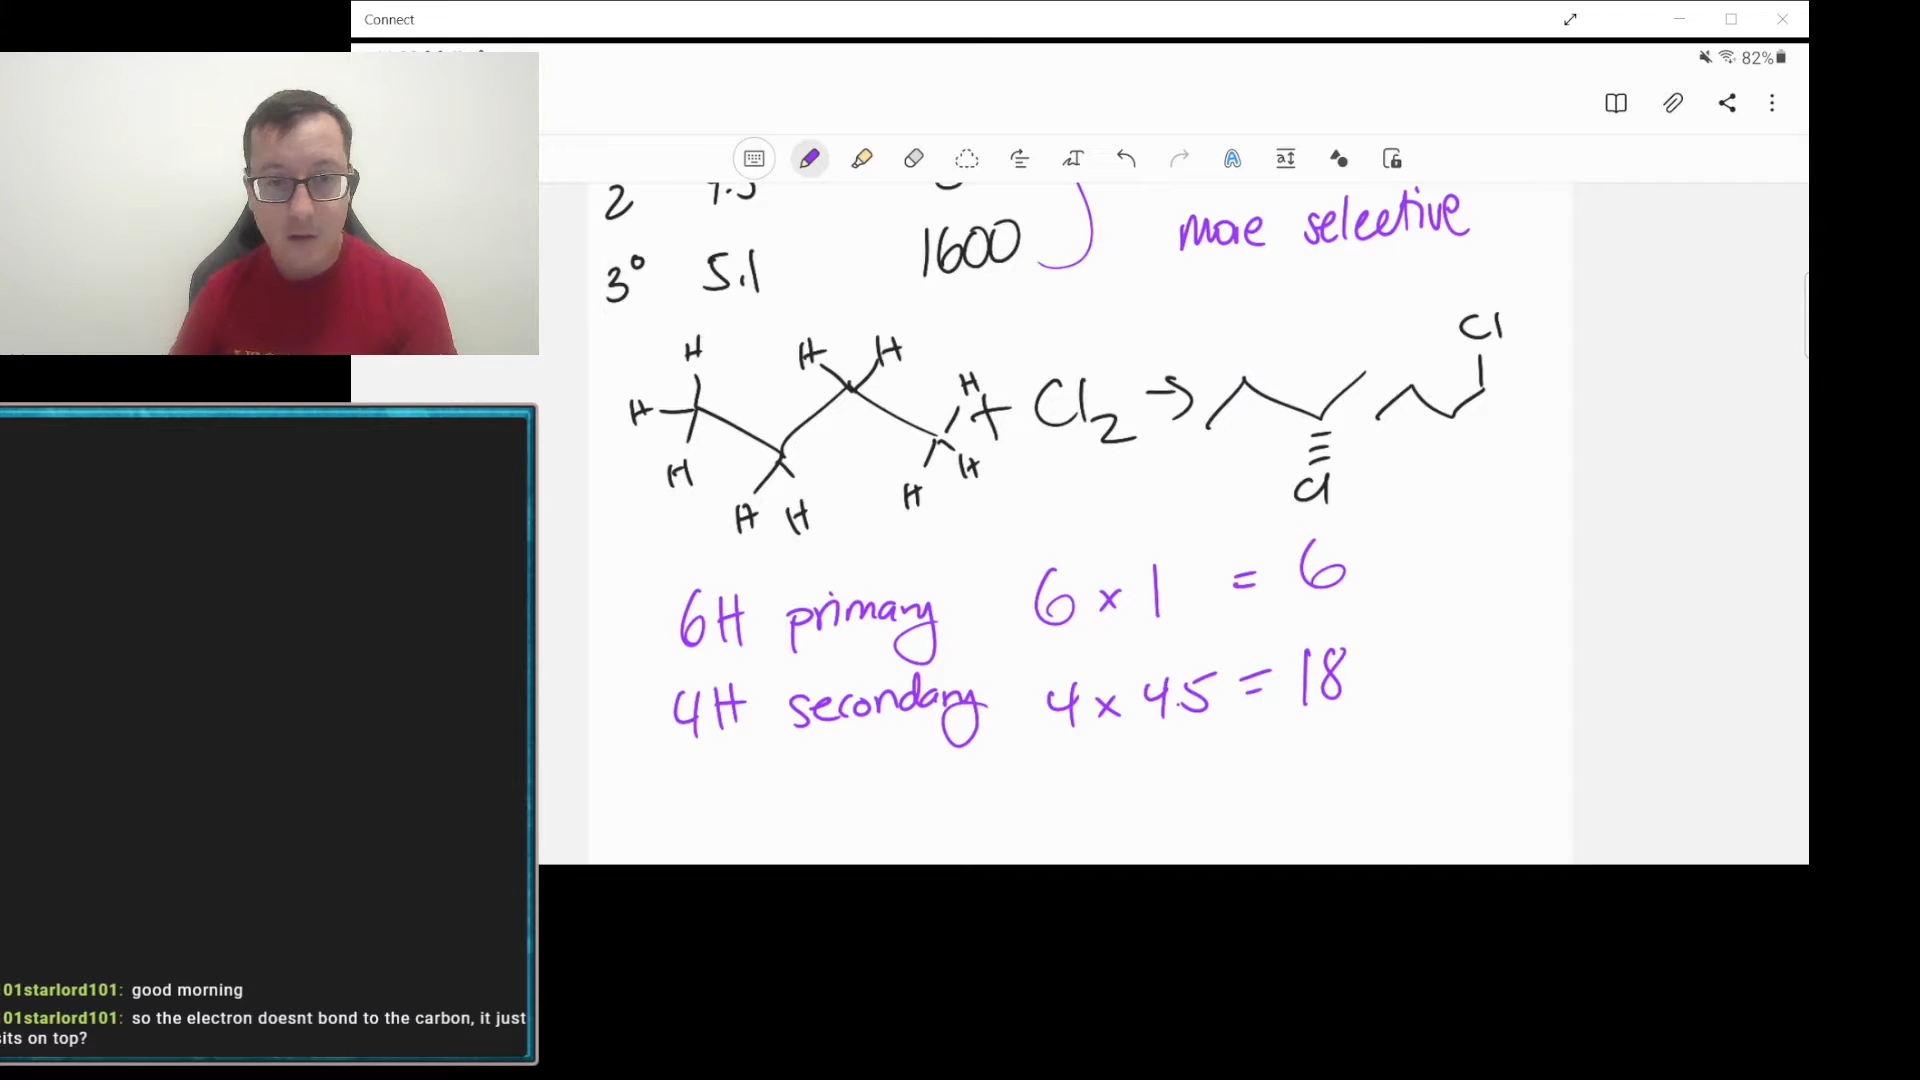 Connect
82%
2
3° 5.1 1600
more selective
H H H H Cl
H + Cl2 →
H H H Cl
H H
6H primary 6 × 1 = 6
4H secondary 4 × 4.5 = 18
01starlord101: good morning
01starlord101: so the electron doesnt bond to the carbon, it just
sits on top?